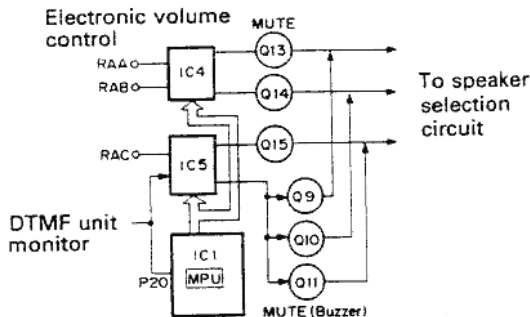 Electronic volume
control
MUTE
RAA
RAB
IC4
Q13
Q14
To speaker
selection
circuit
RAC
IC5
Q15
DTMF unit
monitor
Q9
Q10
Q11
P20
IC1
MPU
MUTE (Buzzer)